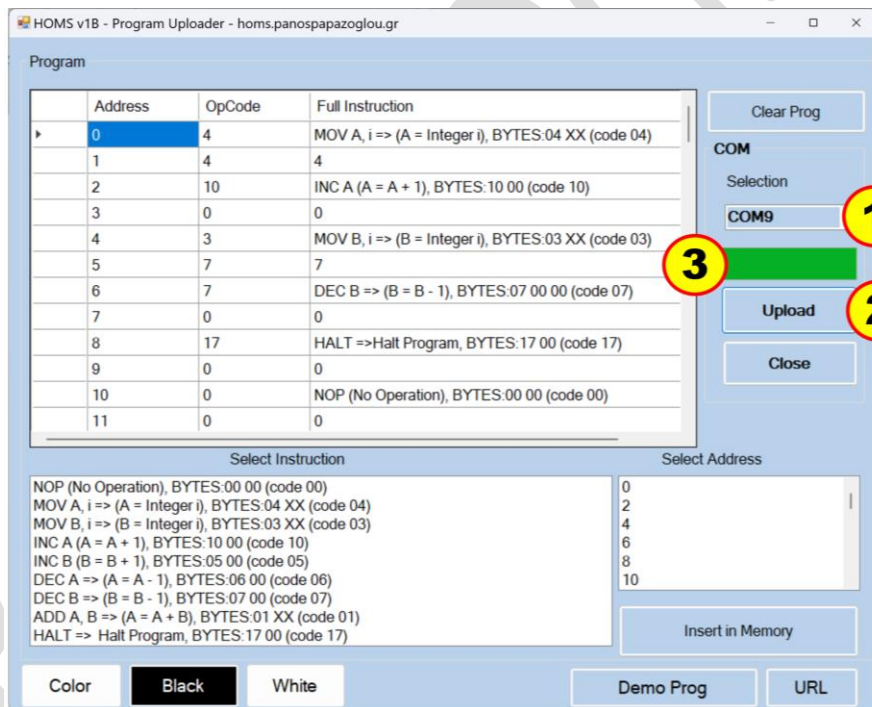 HOMS v1B - Program Uploader - homs.panospapazoglou.gr
Program
Address OpCode Full Instruction
0 4 MOV A, i => (A = Integer i), BYTES:04 XX (code 04)
1 4 4
2 10 INC A (A = A + 1), BYTES:10 00 (code 10)
3 0 0
4 3 MOV B, i => (B = Integer i), BYTES:03 XX (code 03)
5 7 7
6 7 DEC B => (B = B - 1), BYTES:07 00 00 (code 07)
7 0 0
8 17 HALT =>Halt Program, BYTES:17 00 (code 17)
9 0 0
10 0 NOP (No Operation), BYTES:00 00 (code 00)
11 0 0
Clear Prog
COM
Selection
COM9
1
3
Upload
2
Close
Select Instruction
NOP (No Operation), BYTES:00 00 (code 00)
MOV A, i => (A = Integer i), BYTES:04 XX (code 04)
MOV B, i => (B = Integer i), BYTES:03 XX (code 03)
INC A (A = A + 1), BYTES:10 00 (code 10)
INC B (B = B + 1), BYTES:05 00 (code 05)
DEC A => (A = A - 1), BYTES:06 00 (code 06)
DEC B => (B = B - 1), BYTES:07 00 (code 07)
ADD A, B => (A = A + B), BYTES:01 XX (code 01)
HALT => Halt Program, BYTES:17 00 (code 17)
Select Address
0
2
4
6
8
10
Insert in Memory
Color Black White Demo Prog URL